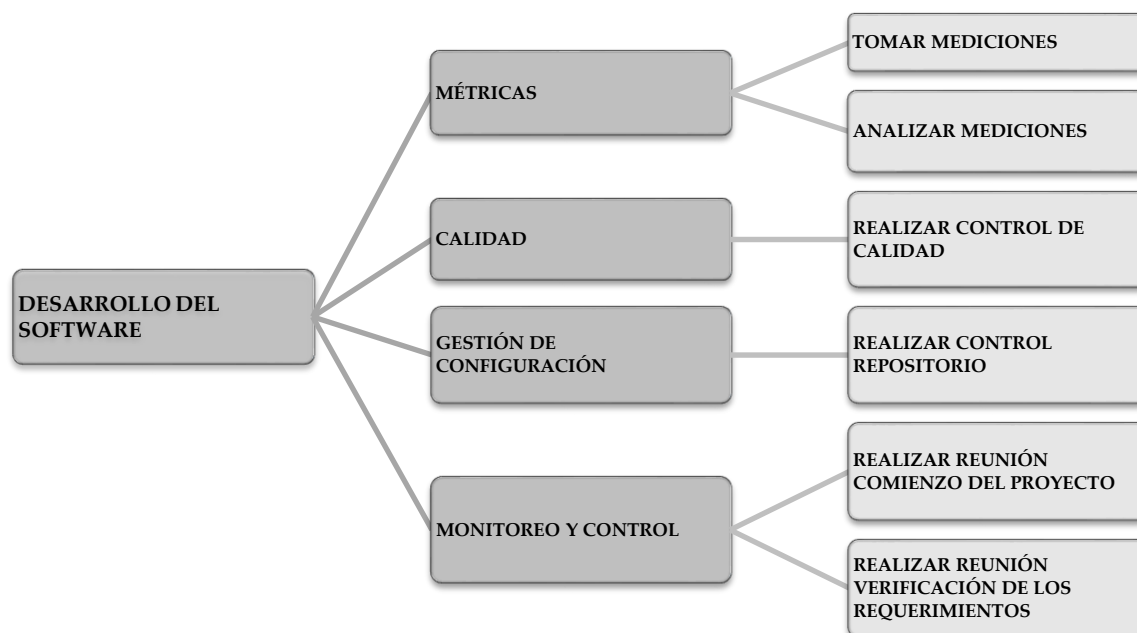 TOMAR MEDICIONES
MÉTRICAS
ANALIZAR MEDICIONES
CALIDAD
REALIZAR CONTROL DE
CALIDAD
DESARROLLO DEL
SOFTWARE
GESTIÓN DE
CONFIGURACIÓN
REALIZAR CONTROL
REPOSITORIO
MONITOREO Y CONTROL
REALIZAR REUNIÓN
COMIENZO DEL PROYECTO
REALIZAR REUNIÓN
VERIFICACIÓN DE LOS
REQUERIMIENTOS